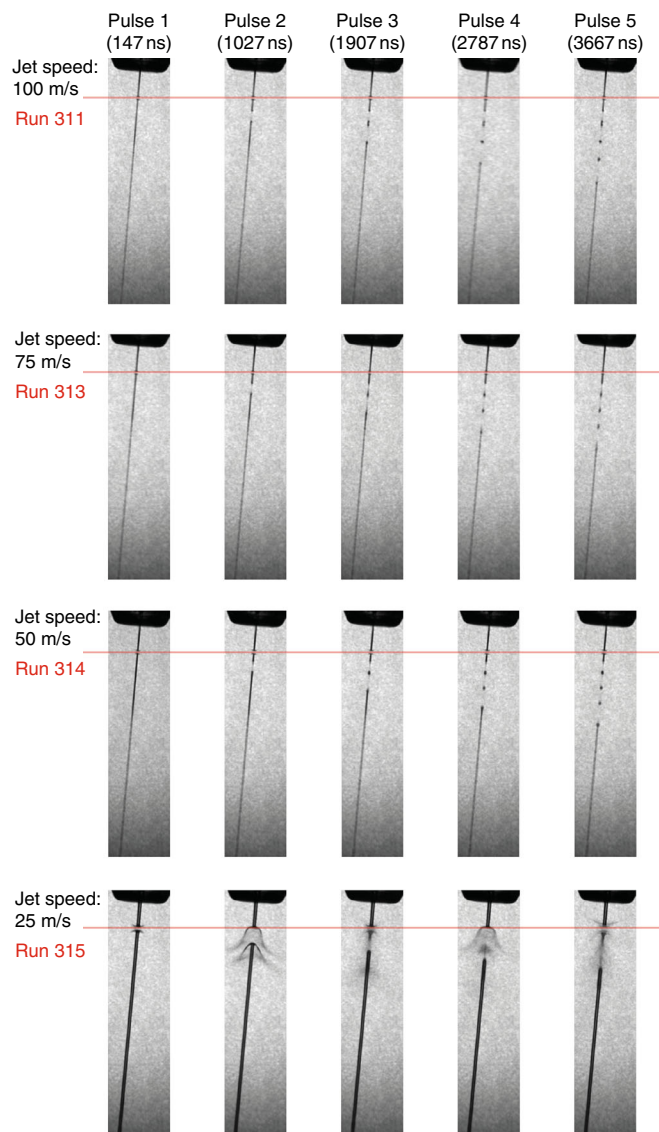 Pulse 1
(147 ns)
Pulse 2
(1027 ns)
Pulse 3
(1907 ns)
Pulse 4
(2787 ns)
Pulse 5
(3667 ns)
Jet speed:
100 m/s
Run 311
Jet speed:
75 m/s
Run 313
Jet speed:
50 m/s
Run 314
Jet speed:
25 m/s
Run 315